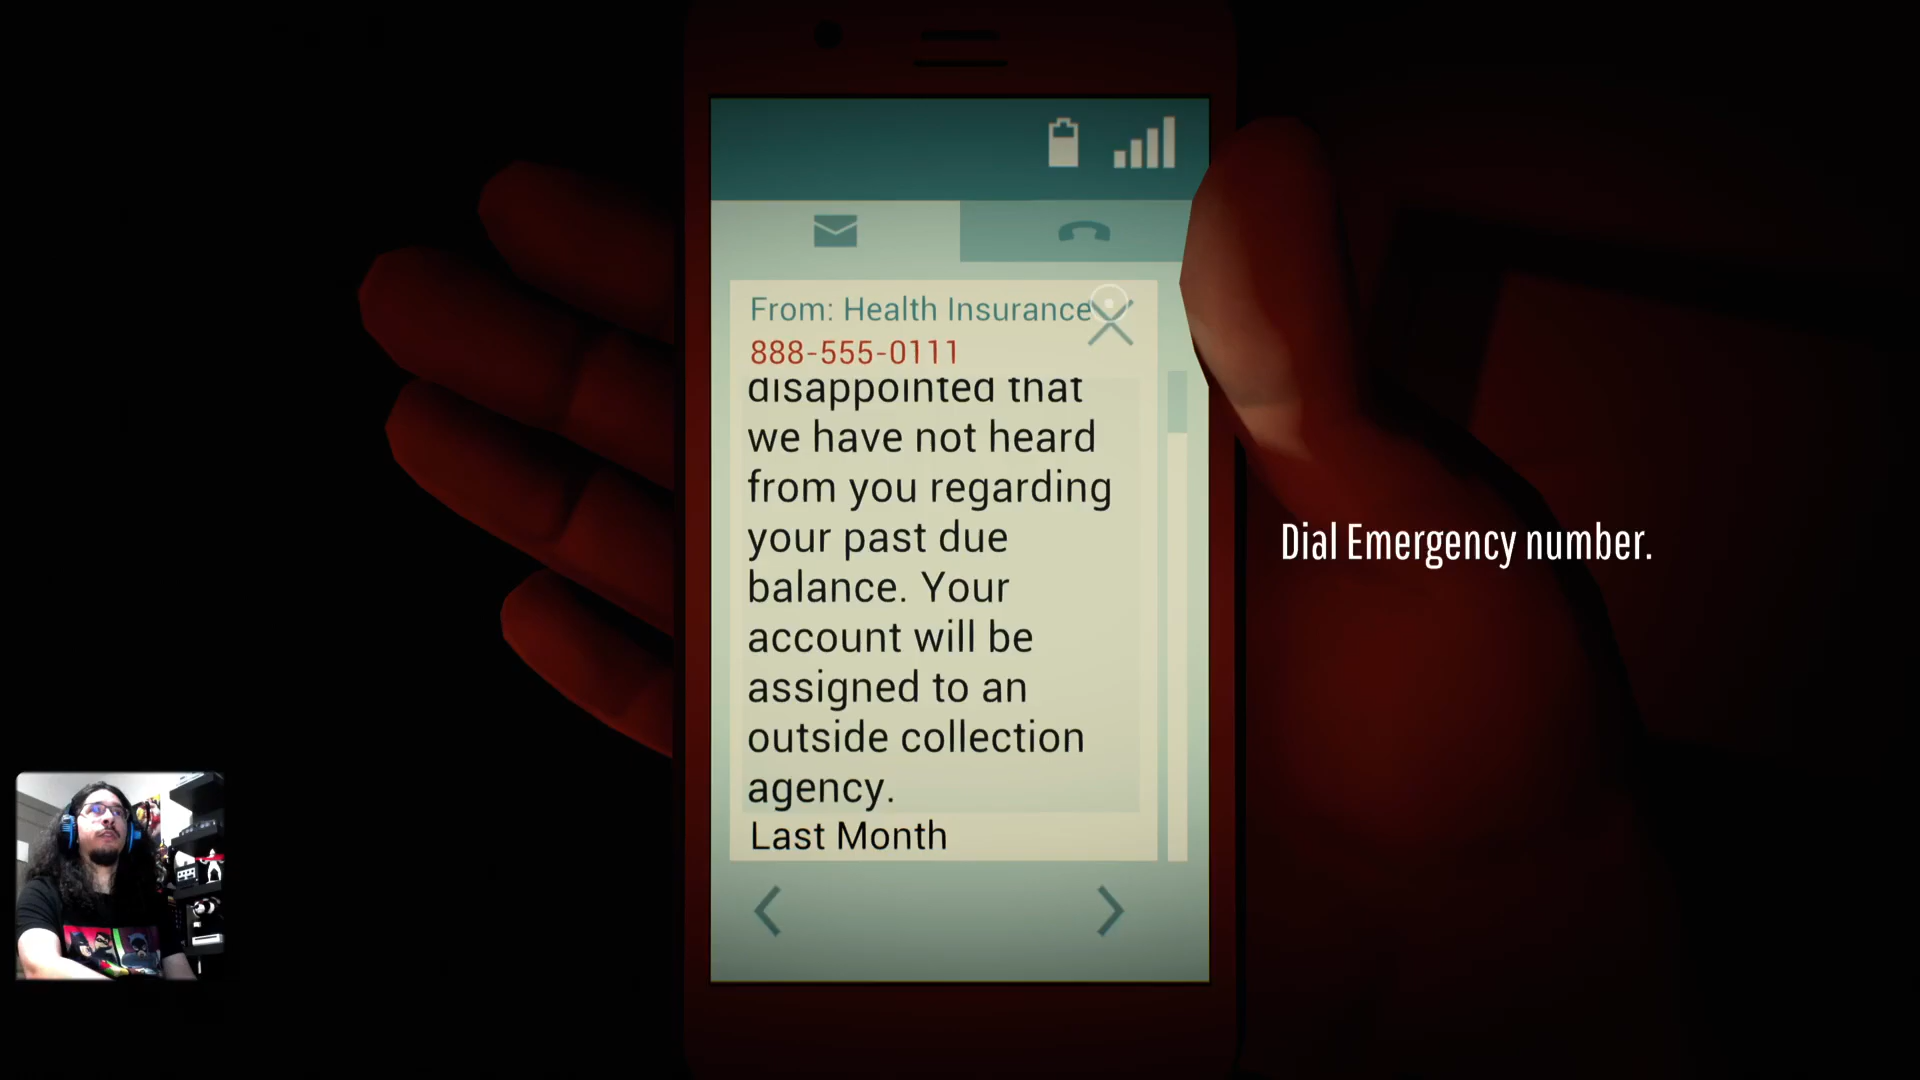 From: Health Insurance
888-555-0111
disappointed that
we have not heard
from you regarding
your past due
balance. Your
account will be
assigned to an
outside collection
agency.
Last Month
Dial Emergency number.